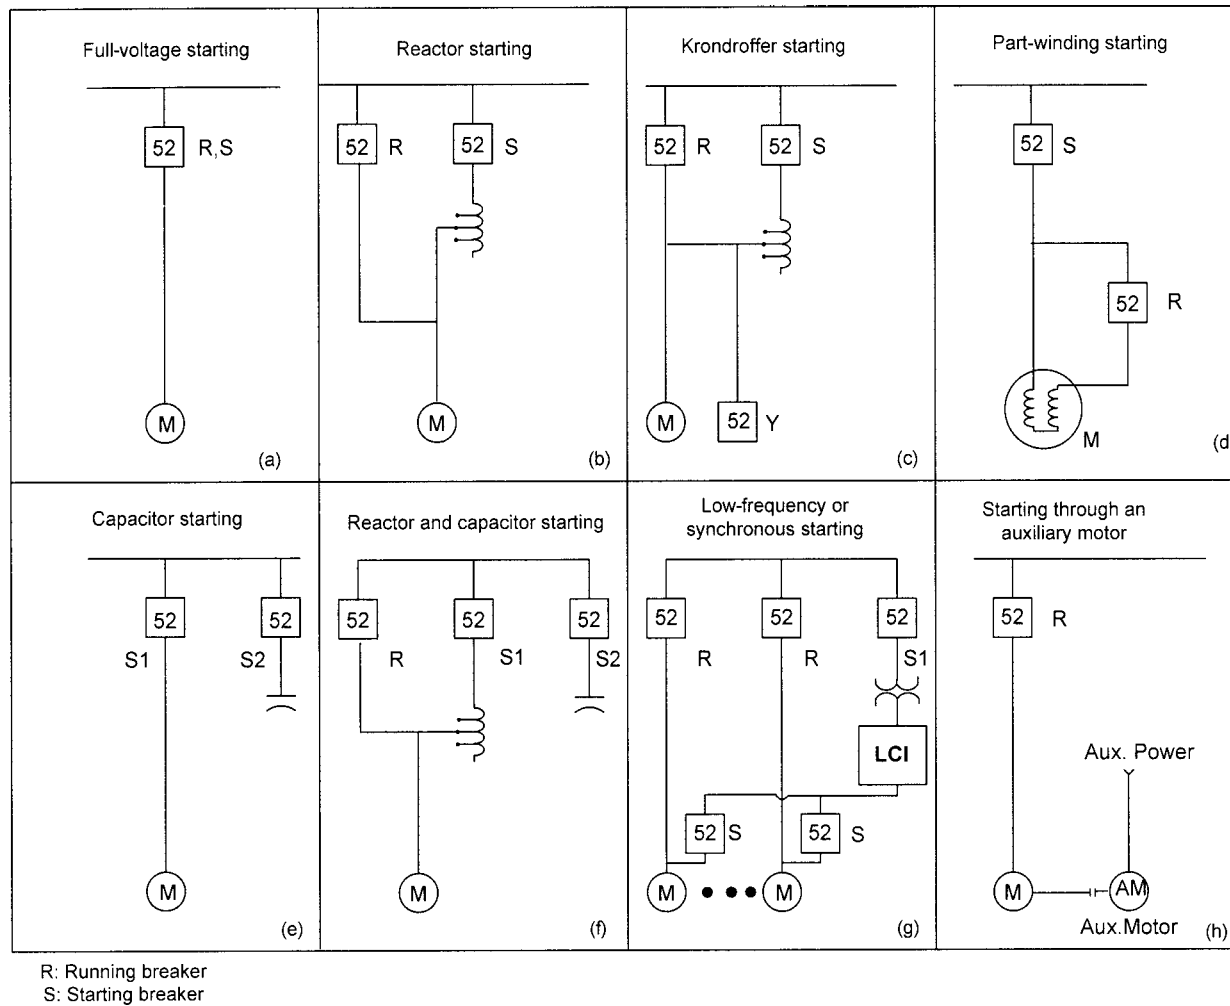 Full-voltage starting
52
R,S
M
(a)
Reactor starting
52
R
52
S
M
(b)
Krondroffer starting
52
R
52
S
M
52
Y
(c)
Part-winding starting
52
S
52
R
M
(d
Capacitor starting
52
52
S1
S2
M
(e)
Reactor and capacitor starting
52
52
52
R
S1
S2
M
(f)
Low-frequency or
synchronous starting
52
52
52
R
R
S1
LCI
52
S
52
S
M
M
(g)
Starting through an
auxiliary motor
52
R
Aux. Power
M
AM
Aux.Motor
(h)
R: Running breaker
S: Starting breaker